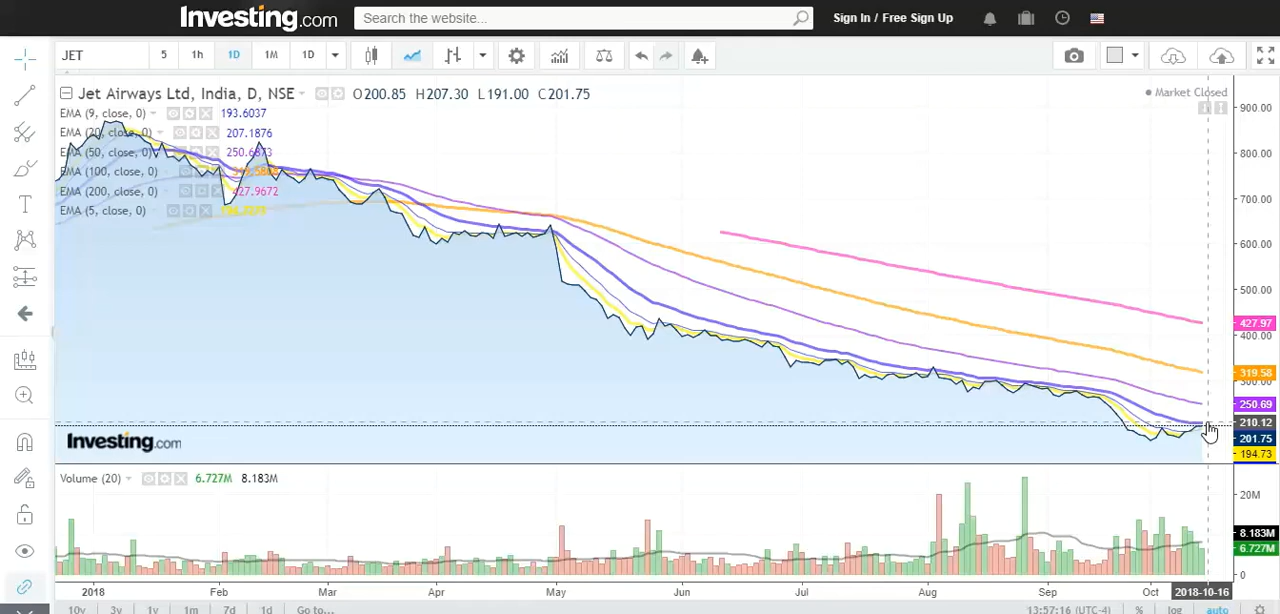 Investing.com Search the website... Sign In / Free Sign Up
JET 5 1h 1D 1M 1D
Jet Airways Ltd, India, D, NSE O200.85 H207.30 L191.00 C201.75
Market Closed
EMA (9, close, 0) 193.6037
EMA (20, close, 0) 207.1876
EMA (50, close, 0) 250.6873
EMA (100, close, 0)
EMA (200, close, 0) 427.9672
EMA (5, close, 0)
900.00
800.00
700.00
600.00
500.00
427.97
400.00
319.58
300.00
250.69
210.12
201.75
194.73
Investing.com
Volume (20) 6.727M 8.183M
20M
8.183M
6.727M
0
2018 Feb Mar Apr May Jun Jul Aug Sep Oct 2018-10-16
10y 3y 1y 1m 7d 1d Go to... 13:57:16 (UTC-4) % log auto